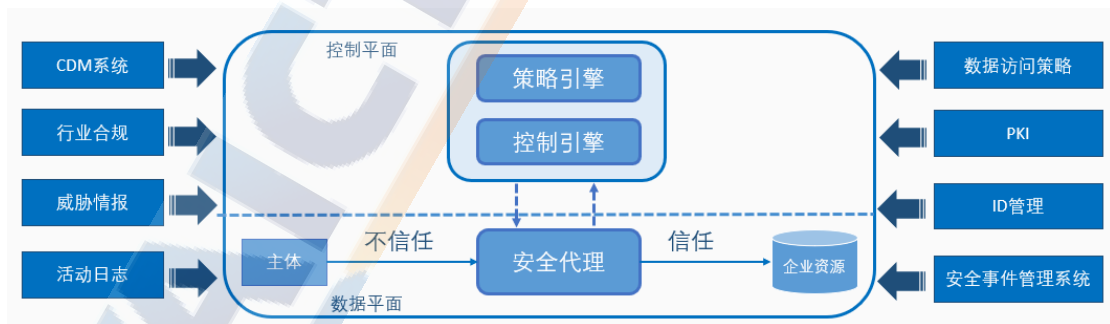 控制平面
CDM系统
行业合规
威胁情报
活动日志
策略引擎
控制引擎
数据访问策略
PKI
ID管理
安全事件管理系统
主体
不信任
安全代理
信任
企业资源
数据平面